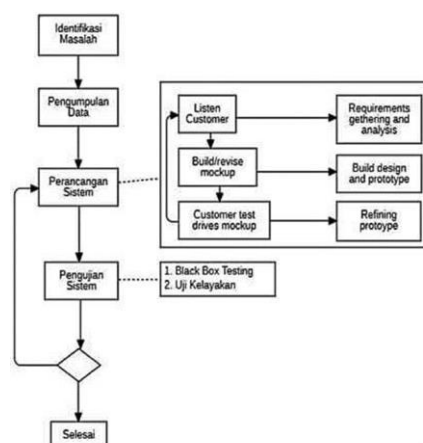 Identifikasi
Masalah
Pengumpulan
Data
Perancangan
Sistem
Listen
Customer
Requirements
gethering and
analysis
Build/revise
mockup
Build design
and prototype
Customer test
drives mockup
Refining
protoype
Pengujian
Sistem
1. Black Box Testing
2. Uji Kelayakan
Selesai